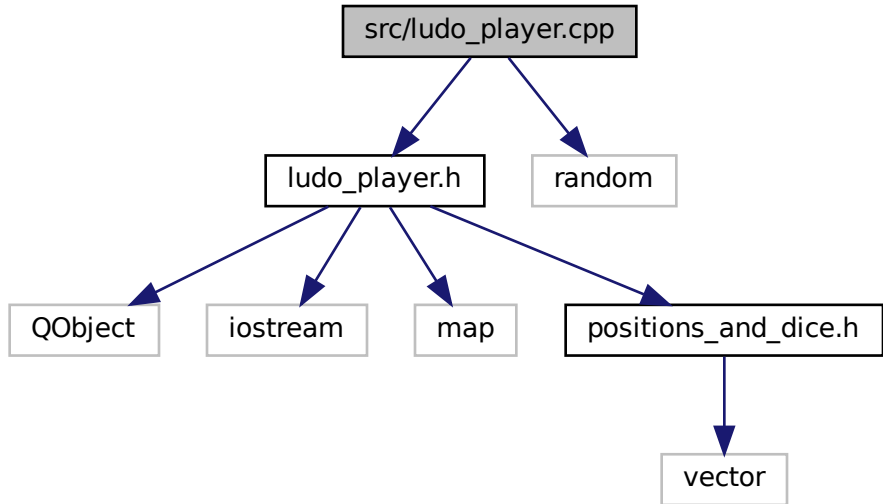 src/ludo_player.cpp
ludo_player.h
random
QObject
iostream
map
positions_and_dice.h
vector